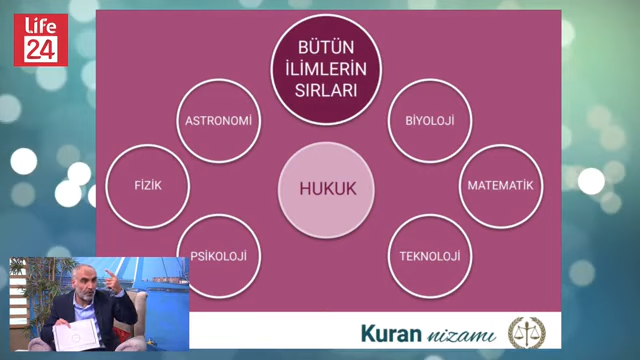 Life
24
BÜTÜN
İLİMLERİN
SIRLARI
ASTRONOMİ
BİYOLOJİ
FİZİK
HUKUK
MATEMATİK
PSİKOLOJİ
TEKNOLOJİ
Kuran nizamı